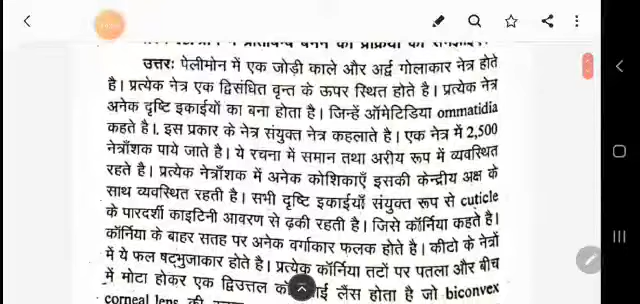 उत्तरः पेलीमोन में एक जोड़ी काले और अर्द्व गोलाकार नेत्र होते
है। प्रत्येक नेत्र एक द्विसंधित वृन्त के ऊपर स्थित होते है। प्रत्येक नेत्र
अनेक दृष्टि इकाईयों का बना होता है। जिन्हें ऑमेटिडिया ommatidia
कहते है। इस प्रकार के नेत्र संयुक्त नेत्र कहलाते है। एक नेत्र में 2,500
नेत्राँशक पाये जाते है। ये रचना में समान तथा अरीय रूप में व्यवस्थित
रहते है। प्रत्येक नेत्राँशक में अनेक कोशिकाएँ इसकी केन्द्रीय अक्ष के
साथ व्यवस्थित रहती है। सभी दृष्टि इकाईयाँ संयुक्त रूप से cuticle
के पारदर्शी काइटिनी आवरण से ढ़की रहती है। जिसे कॉर्निया कहते है।
कॉर्निया के बाहर सतह पर अनेक वर्गाकार फलक होते है। कीटो के नेत्रों
में ये फल षट्भुजाकार होते है। प्रत्येक कॉर्निया तटों पर पतला और बीच
में मोटा होकर एक द्विउत्तल लैंस होता है जो biconvex
corneal lens की